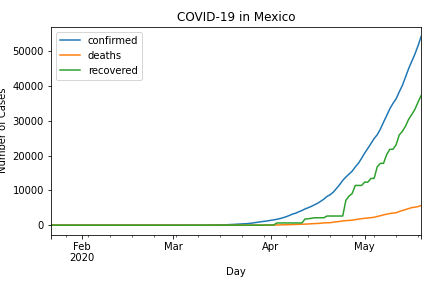 COVID-19 in Mexico
confirmed
deaths
recovered
50000
40000
30000
20000
10000
0
Number of Cases
Feb
2020
Mar
Apr
May
Day